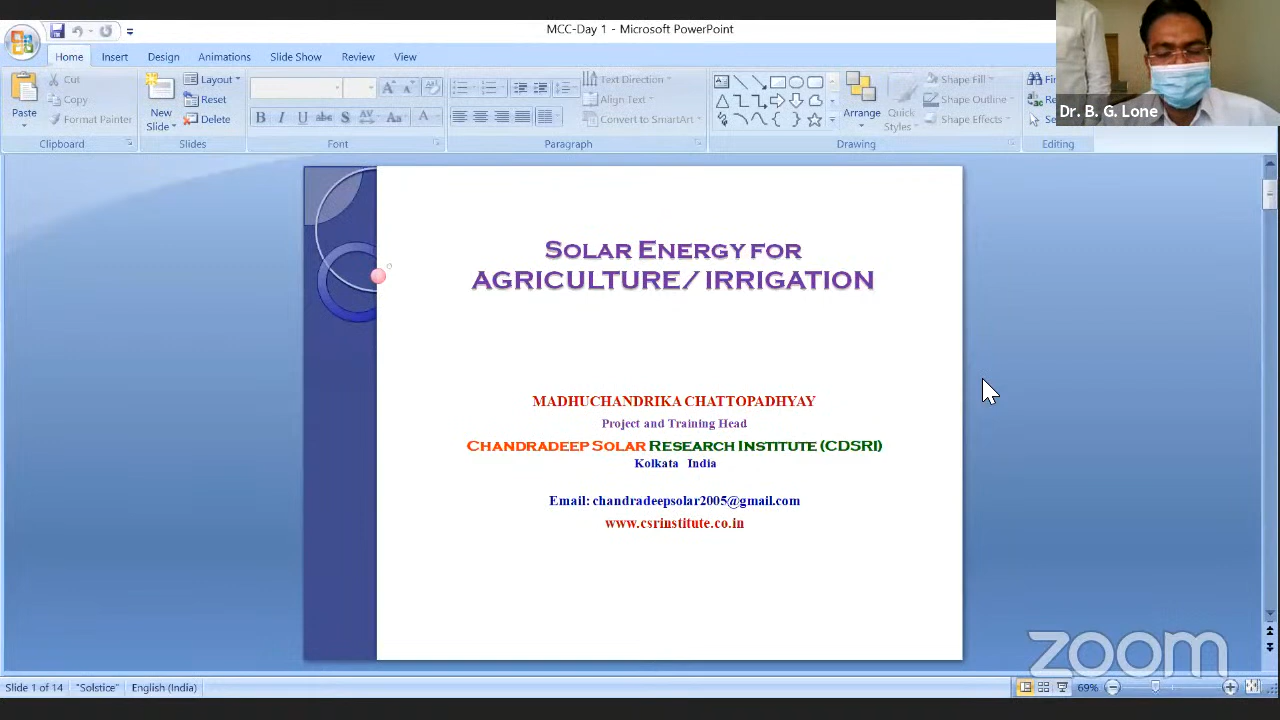 MCC-Day 1 - Microsoft PowerPoint
Home Insert Design Animations Slide Show Review View
Paste
Cut
Copy
Format Painter
Clipboard
New
Slide
Layout
Reset
Delete
Slides
B I U abc S AV Aa A
Font
Paragraph
Text Direction
Align Text
Convert to SmartArt
Arrange
Quick
Styles
Shape Fill
Shape Outline
Shape Effects
Drawing
Editing
Dr. B. G. Lone
SOLAR ENERGY FOR
AGRICULTURE/ IRRIGATION
MADHUCHANDRIKA CHATTOPADHYAY
Project and Training Head
CHANDRADEEP SOLAR RESEARCH INSTITUTE (CDSRI)
Kolkata India
Email: chandradeepsolar2005@gmail.com
www.csrinstitute.co.in
zoom
Slide 1 of 14 "Solstice" English (India) 69%